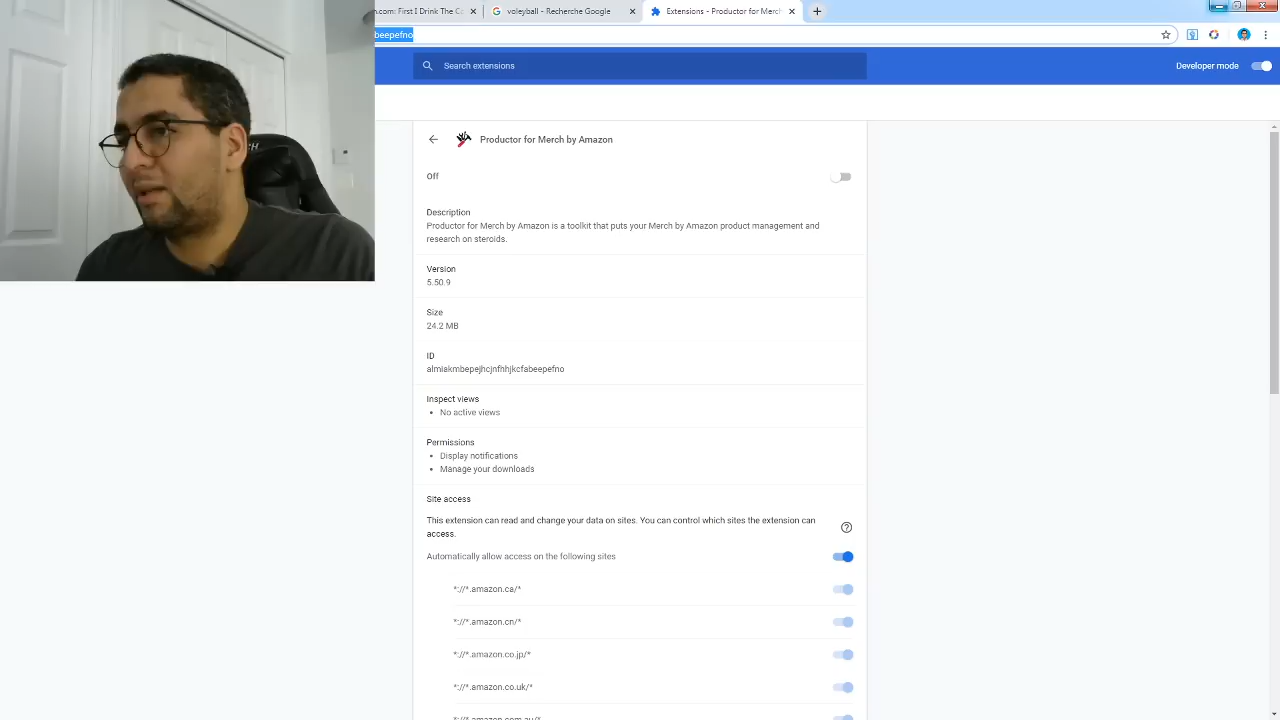 n.com: First I Drink The C
voleyball - Recherche Google
Extensions - Productor for Merch
beepefno
Search extensions
Developer mode
Productor for Merch by Amazon
Off
Description
Productor for Merch by Amazon is a toolkit that puts your Merch by Amazon product management and
research on steroids.
Version
5.50.9
Size
24.2 MB
ID
almiakmbepejhcjnfhhjkcfabeepefno
Inspect views
No active views
Permissions
Display notifications
Manage your downloads
Site access
This extension can read and change your data on sites. You can control which sites the extension can
access.
Automatically allow access on the following sites
*://*.amazon.ca/*
*://*.amazon.cn/*
*://*.amazon.co.jp/*
*://*.amazon.co.uk/*
*://*.amazon.com.au/*